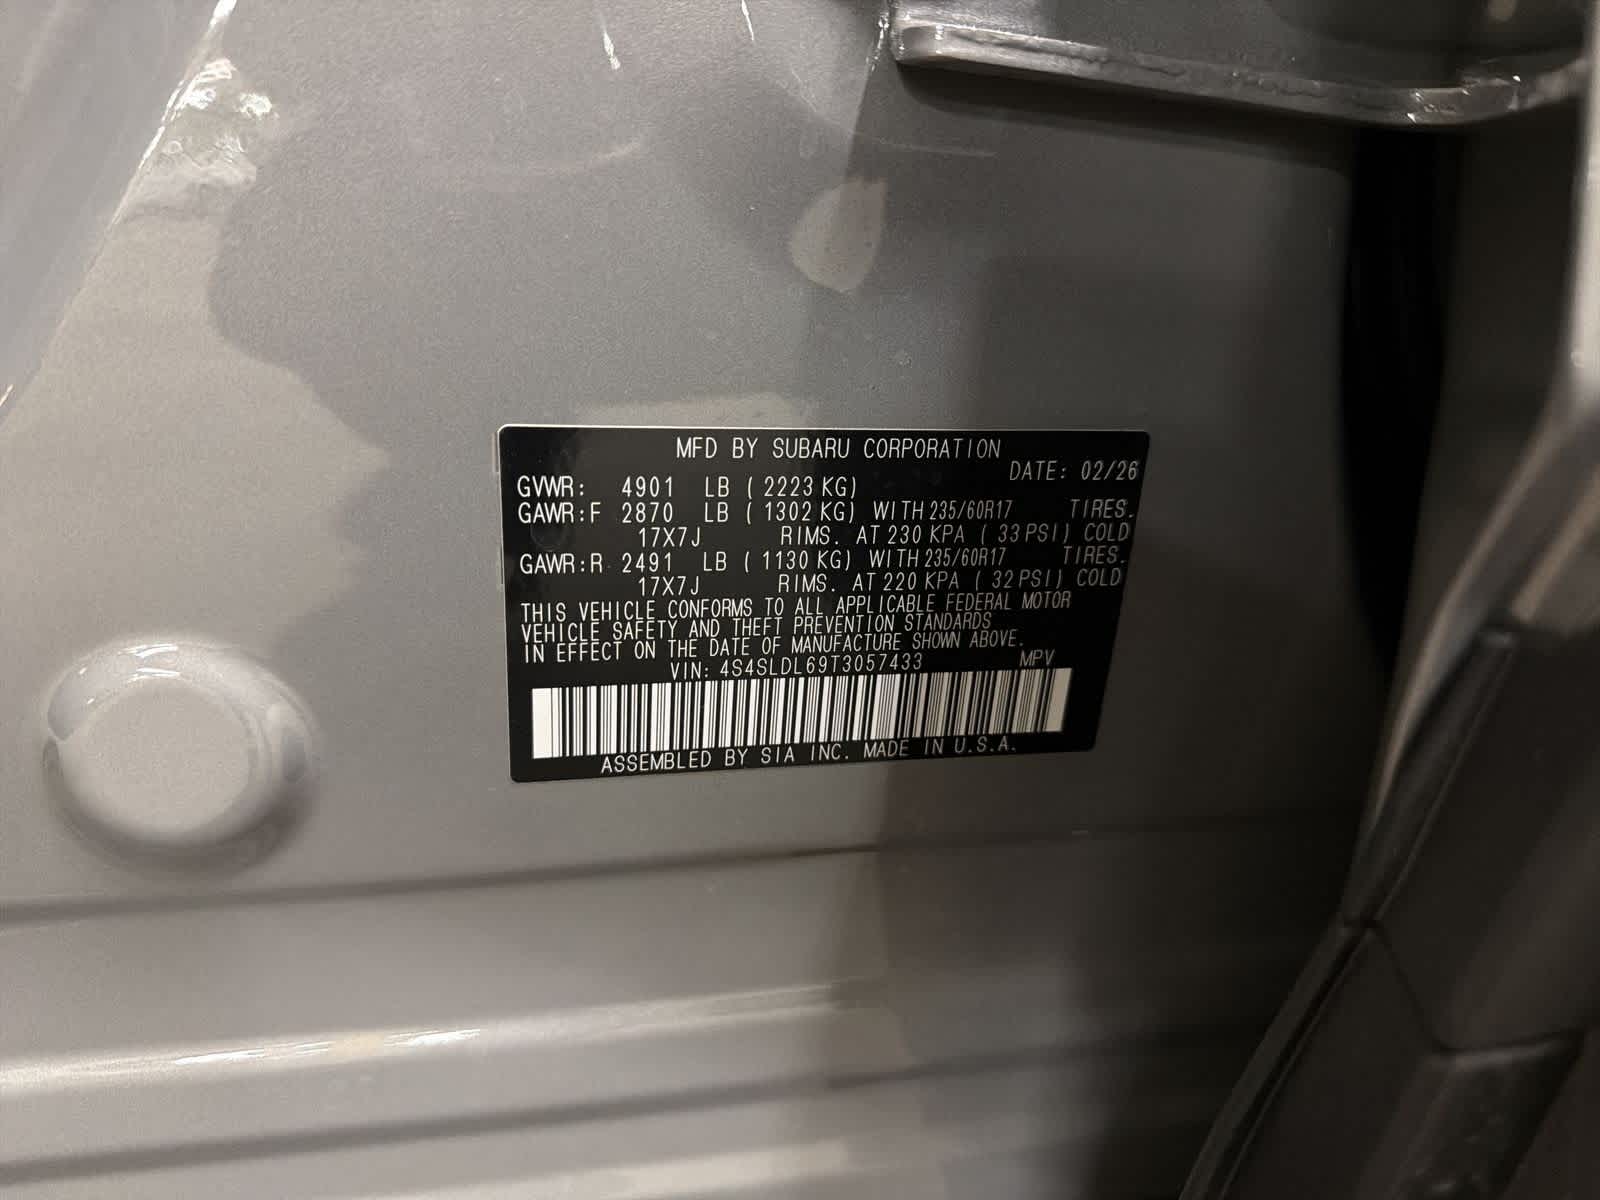 MFD BY SUBARU CORPORATION
DATE: 02/26
GVWR: 4901 LB ( 2223 KG)
GAWR:F 2870 LB ( 1302 KG) WITH 235/60R17 TIRES.
17X7J RIMS. AT 230 KPA ( 33 PSI) COLD
GAWR:R 2491 LB ( 1130 KG) WITH 235/60R17 TIRES.
17X7J RIMS. AT 220 KPA ( 32 PSI) COLD
THIS VEHICLE CONFORMS TO ALL APPLICABLE FEDERAL MOTOR
VEHICLE SAFETY AND THEFT PREVENTION STANDARDS
IN EFFECT ON THE DATE OF MANUFACTURE SHOWN ABOVE.
VIN: 4S4SLDL69T3057433 MPV
ASSEMBLED BY SIA INC. MADE IN U.S.A.